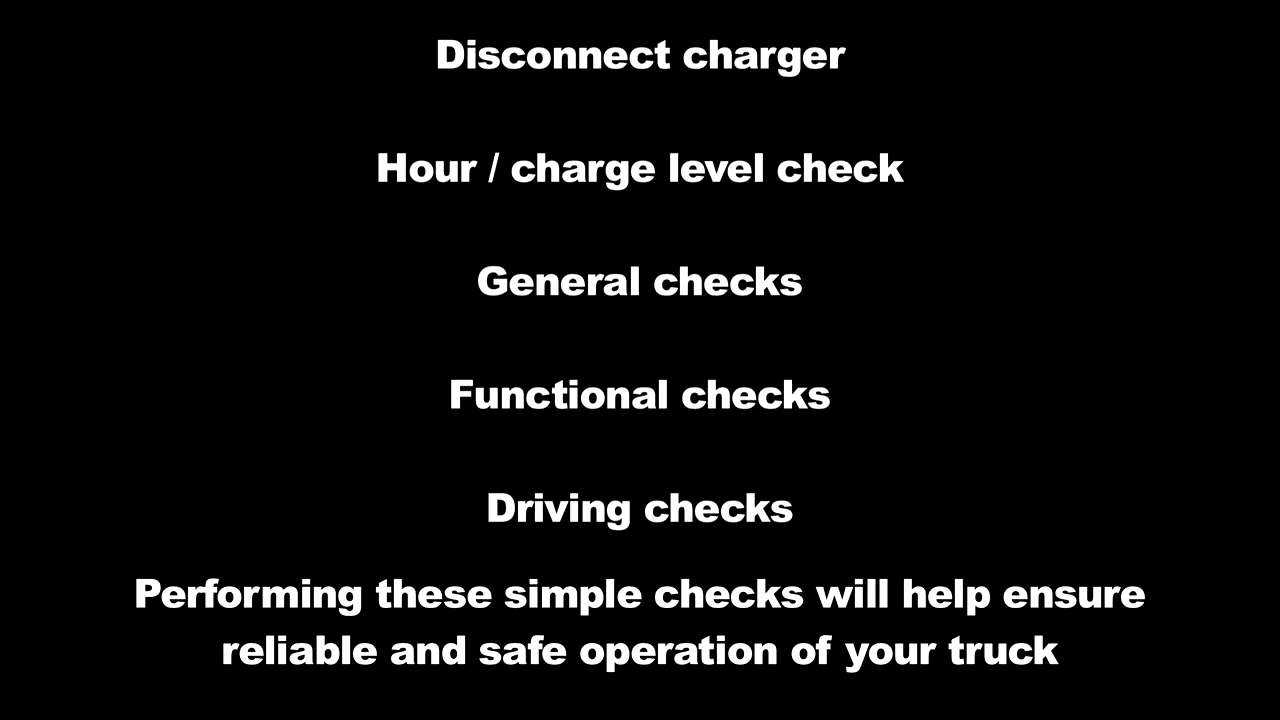 Disconnect charger
Hour / charge level check
General checks
Functional checks
Driving checks
Performing these simple checks will help ensure
reliable and safe operation of your truck